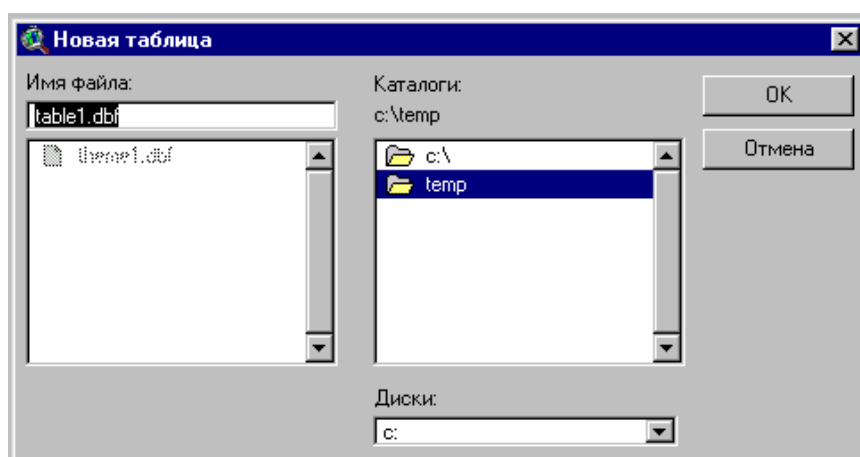 Новая таблица
Имя файла:
table1.dbf
theme1.dbf
Каталоги:
c:\temp
c:\
temp
Диски:
c:
OK
Отмена